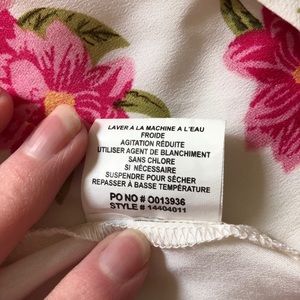 LAVER A LA MACHINE A L'EAU
FROIDE
AGITATION RÉDUITE
UTILISER AGENT DE BLANCHIMENT
SANS CHLORE
SI NÉCESSAIRE
SUSPENDRE POUR SÉCHER
REPASSER À BASSE TEMPÉRATURE
PO NO # O013936
STYLE # 14404011